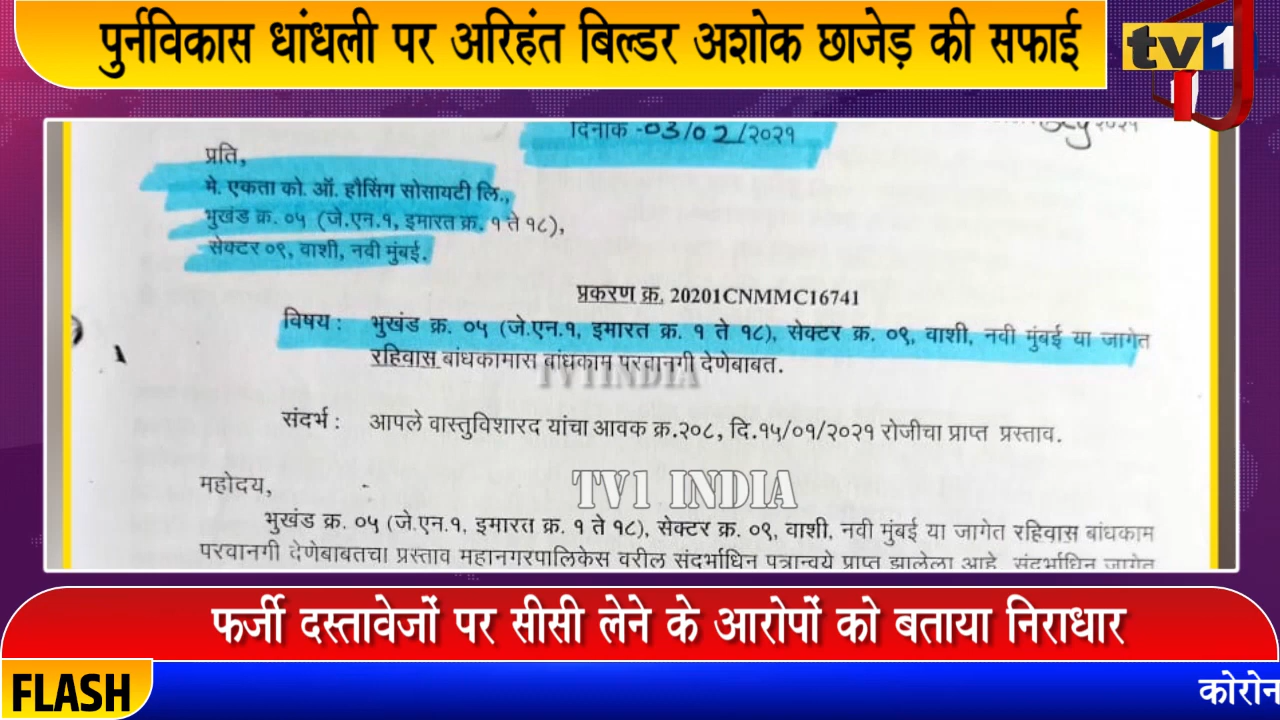 पुर्नविकास धांधली पर अरिहंत बिल्डर अशोक छाजेड़ की सफाई
tv1
1
दिनांक -03/02/२०२१
प्रति,
मे. एकता को. ऑ. हौसिंग सोसायटी लि.,
भुखंड क्र. ०५ (जे.एन.१, इमारत क्र. १ ते १८),
सेक्टर ०९, वाशी, नवी मुंबई.
प्रकरण क्र. 20201CNMMC16741
विषय : भुखंड क्र. ०५ (जे.एन.१, इमारत क्र. १ ते १८), सेक्टर क्र. ०९, वाशी, नवी मुंबई या जागेत
रहिवास बांधकामास बांधकाम परवानगी देणेबाबत.
TV1INDIA
संदर्भ : आपले वास्तुविशारद यांचा आवक क्र.२०८, दि.१५/०१/२०२१ रोजीचा प्राप्त प्रस्ताव.
महोदय,
TV1 INDIA
भुखंड क्र. ०५ (जे.एन.१, इमारत क्र. १ ते १८), सेक्टर क्र. ०९, वाशी, नवी मुंबई या जागेत रहिवास बांधकाम
परवानगी देणेबाबतचा प्रस्ताव महानगरपालिकेस वरील संदर्भाधिन पत्रान्वये प्राप्त झालेला आहे. संदर्भाधिन जागेत
फर्जी दस्तावेजों पर सीसी लेने के आरोपों को बताया निराधार
FLASH
कोरोन